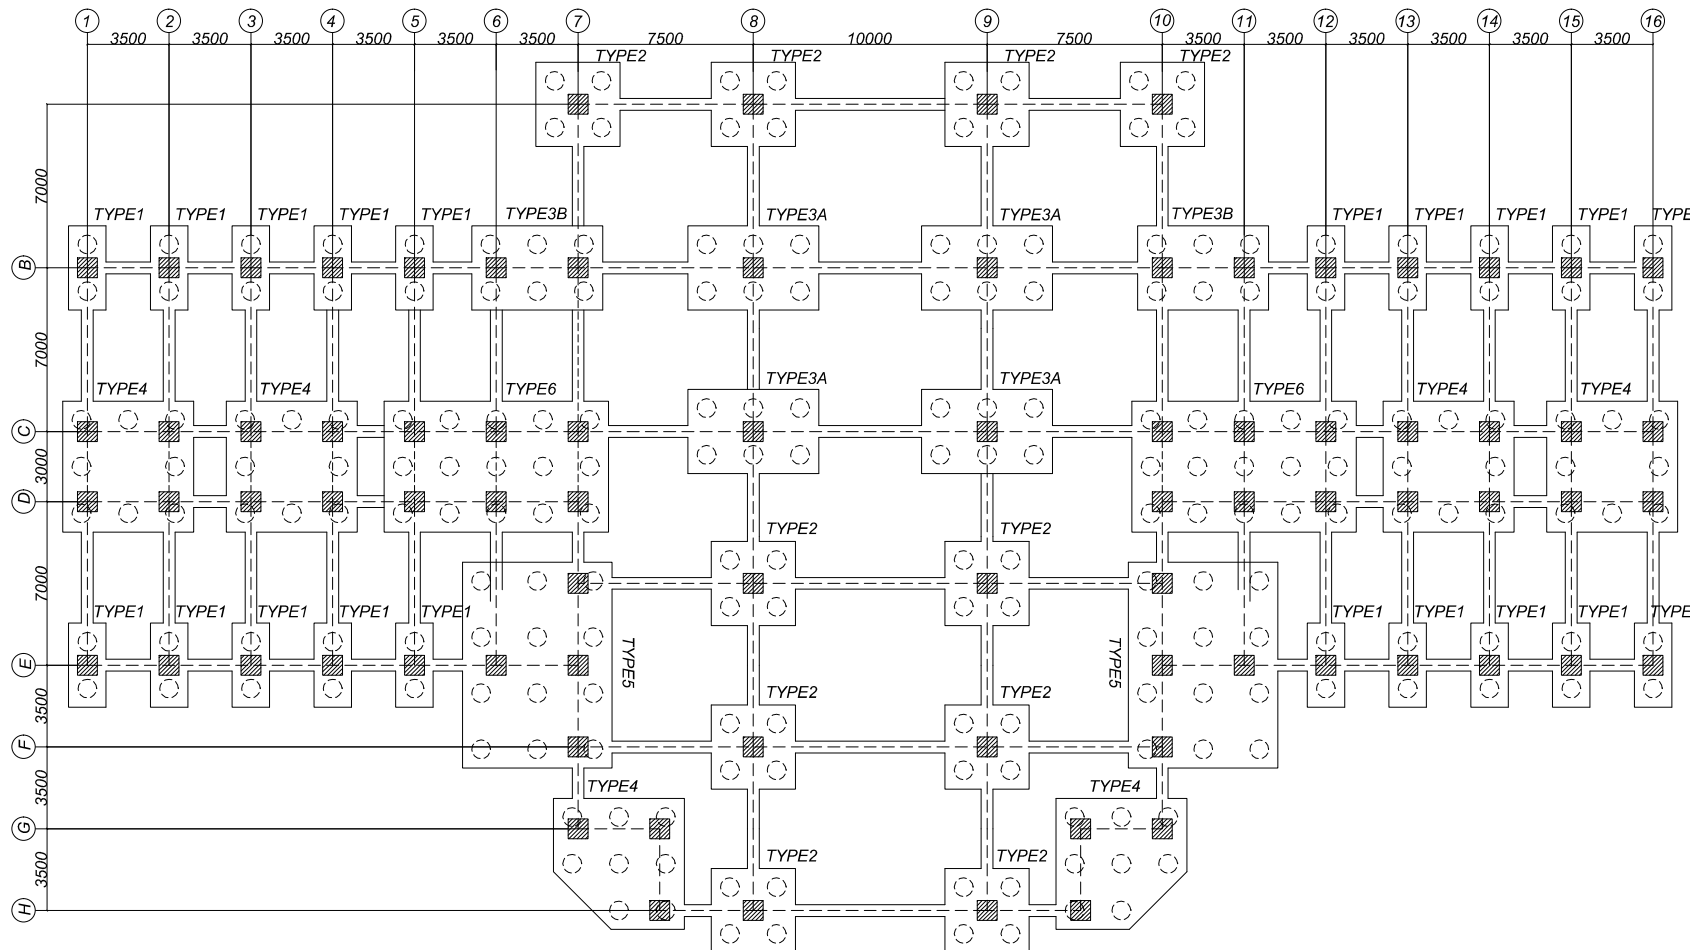 1 2 3 4 5 6 7 8 9 10 11 12 13 14 15 16
3500 3500 3500 3500 3500 3500 7500 10000 7500 3500 3500 3500 3500 3500 3500
TYPE2 TYPE2 TYPE2 TYPE2
7000
TYPE1 TYPE1 TYPE1 TYPE1 TYPE1 TYPE3B TYPE3A TYPE3A TYPE3B TYPE1 TYPE1 TYPE1 TYPE1 TYPE
B
7000
TYPE4 TYPE4 TYPE6 TYPE3A TYPE3A TYPE6 TYPE4 TYPE4
C
3000
D
TYPE2 TYPE2
7000
TYPE1 TYPE1 TYPE1 TYPE1 TYPE1 TYPE1 TYPE1 TYPE1 TYPE1 TYPE
TYPE5 TYPE5
E
3500
TYPE2 TYPE2
F
3500
TYPE4 TYPE4
G
3500
TYPE2 TYPE2
H